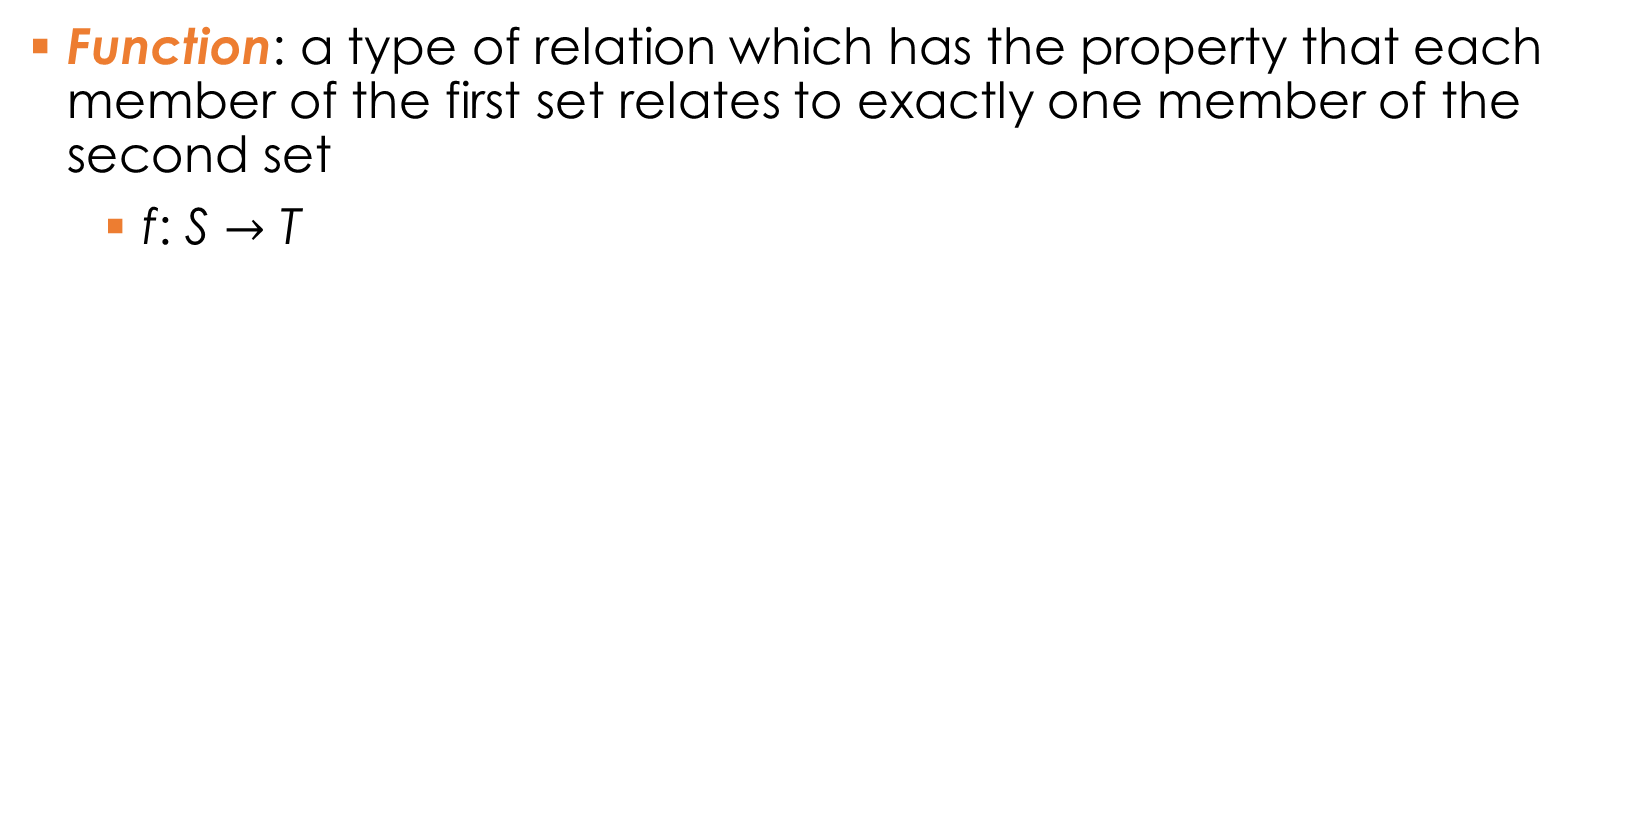 ▪ Function: a type of relation which has the property that each
member of the first set relates to exactly one member of the
second set
▪ f: S → T